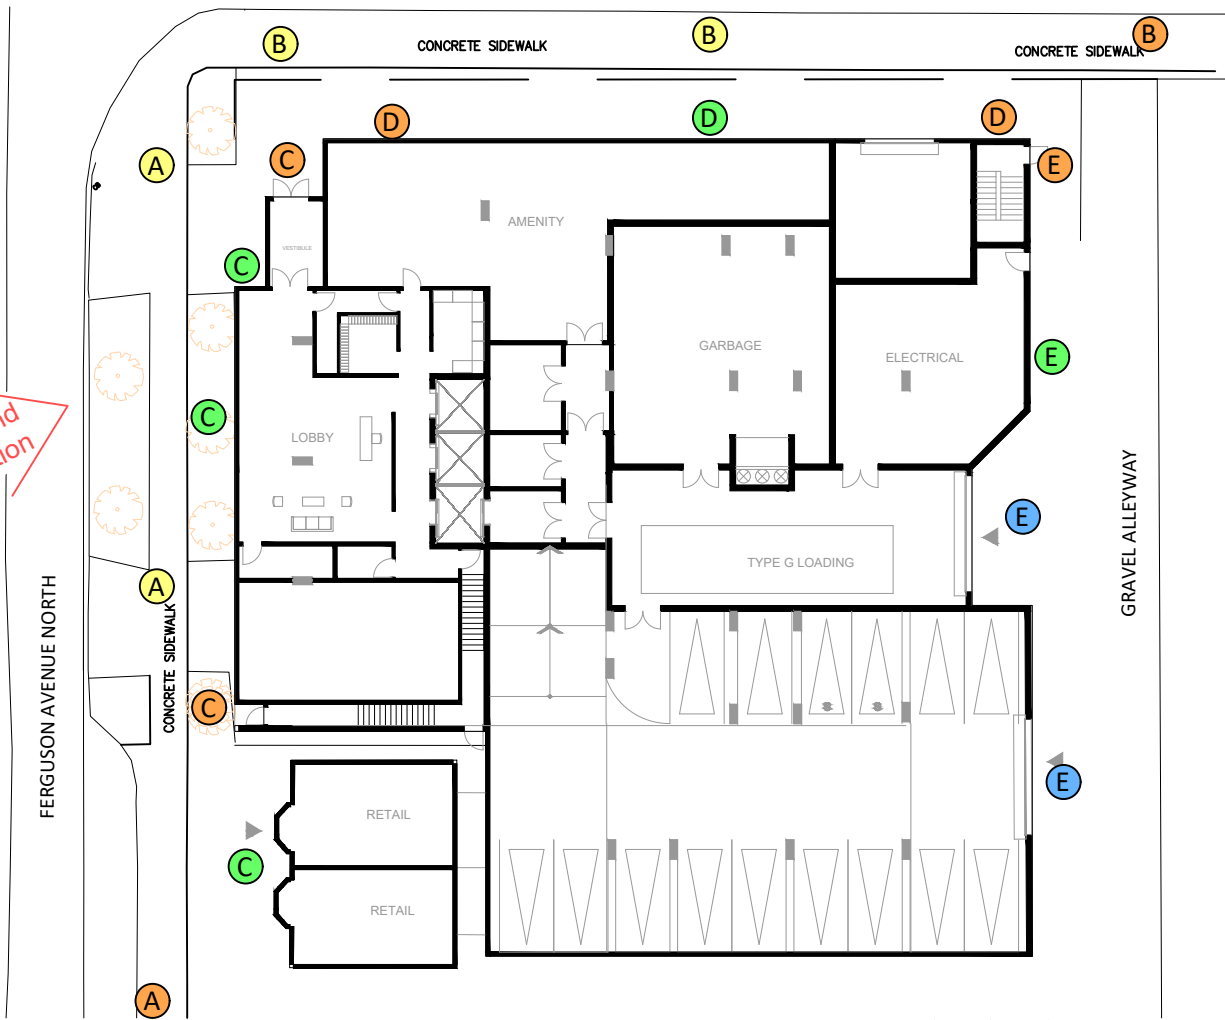 B
CONCRETE SIDEWALK
B
CONCRETE SIDEWALK
B
D
D
D
A
C
E
AMENITY
VESTIBULE
C
GARBAGE
ELECTRICAL
E
C
LOBBY
E
GRAVEL ALLEYWAY
TYPE G LOADING
A
FERGUSON AVENUE NORTH
CONCRETE SIDEWALK
C
E
RETAIL
C
RETAIL
A